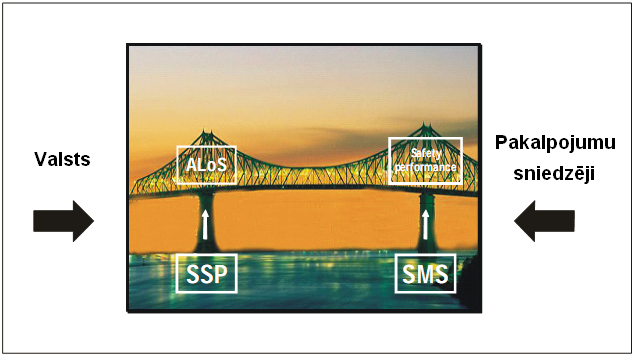 Valsts
ALoS
SSP
Safety
performance
SMS
Pakalpojumu
sniedzēji